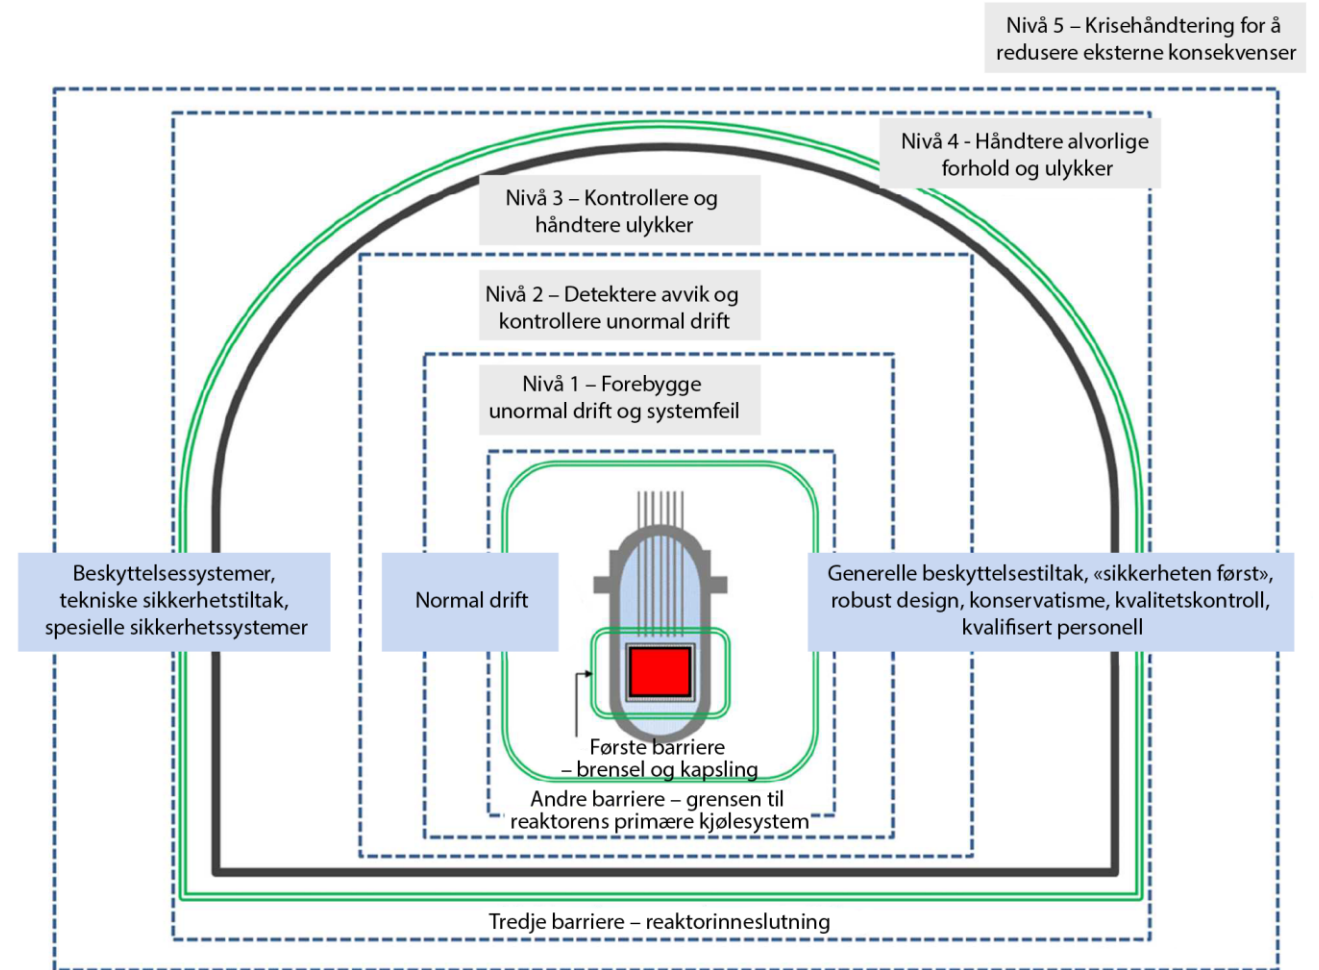 Nivå 5 – Krisehåndtering for å
redusere eksterne konsekvenser
Nivå 4 - Håndtere alvorlige
forhold og ulykker
Nivå 3 – Kontrollere og
håndtere ulykker
Nivå 2 – Detektere avvik og
kontrollere unormal drift
Nivå 1 – Forebygge
unormal drift og systemfeil
Beskyttelsessystemer,
tekniske sikkerhetstiltak,
spesielle sikkerhetssystemer
Normal drift
Generelle beskyttelsestiltak, «sikkerheten først»,
robust design, konservatisme, kvalitetskontroll,
kvalifisert personell
Første barriere
– brensel og kapsling
Andre barriere – grensen til
reaktorens primære kjølesystem
Tredje barriere – reaktorinneslutning